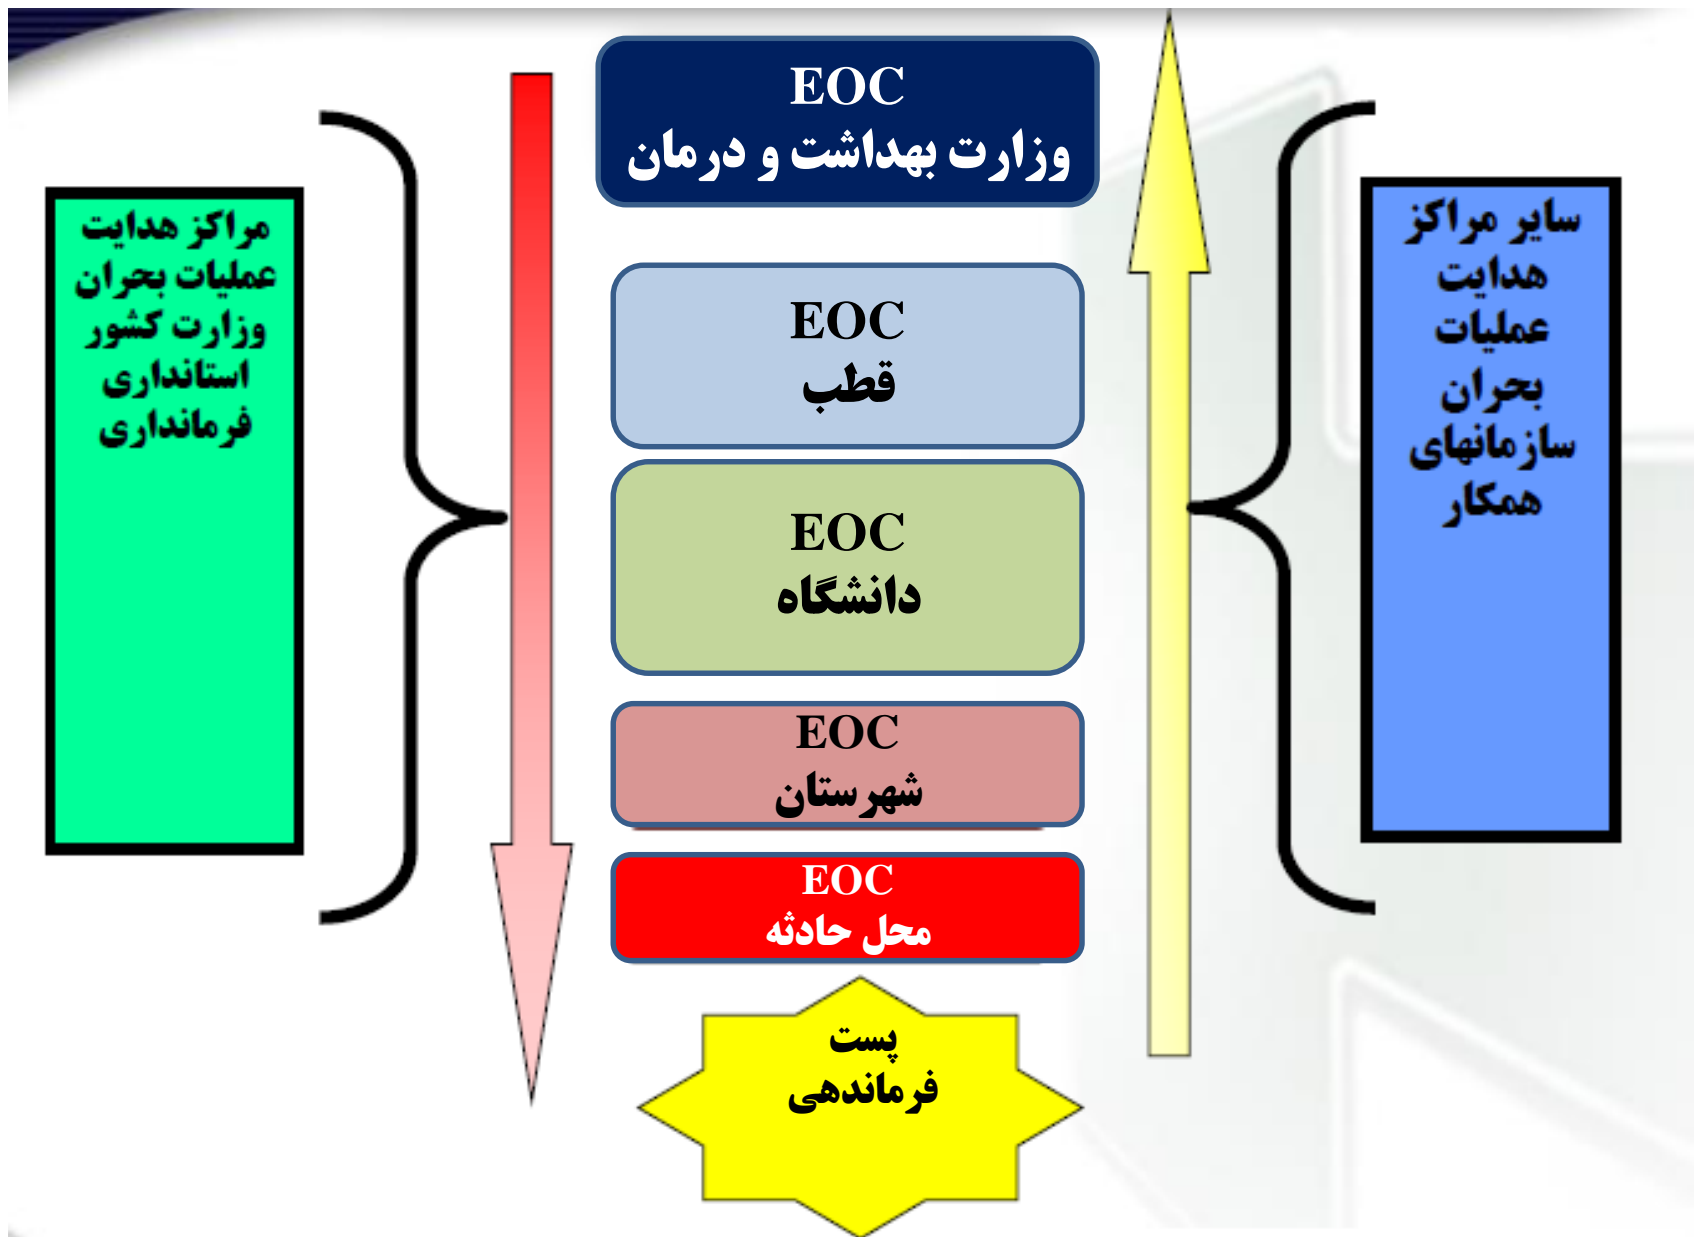 EOC
وزارت بهداشت و درمان
سایر مراکز
هدایت
عملیات
بحران
سازمانهای
همکار
EOC
قطب
EOC
دانشگاه
EOC
شهرستان
EOC
محل حادثه
پست
فرماندهی
مراکز هدایت
عملیات بحران
وزارت کشور
استانداری
فرمانداری